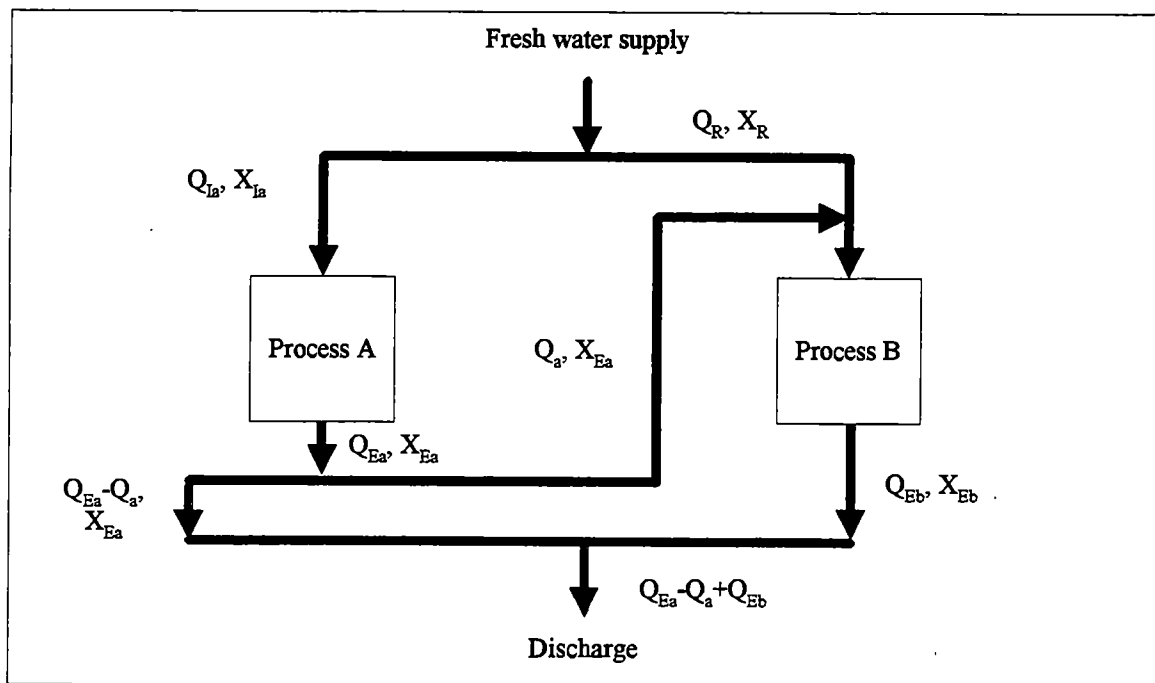 Fresh water supply
Q_R, X_R
Q_Ia, X_Ia
Process A
Q_a, X_Ea
Process B
Q_Ea, X_Ea
Q_Ea-Q_a,
X_Ea
Q_Eb, X_Eb
Q_Ea-Q_a+Q_Eb
Discharge